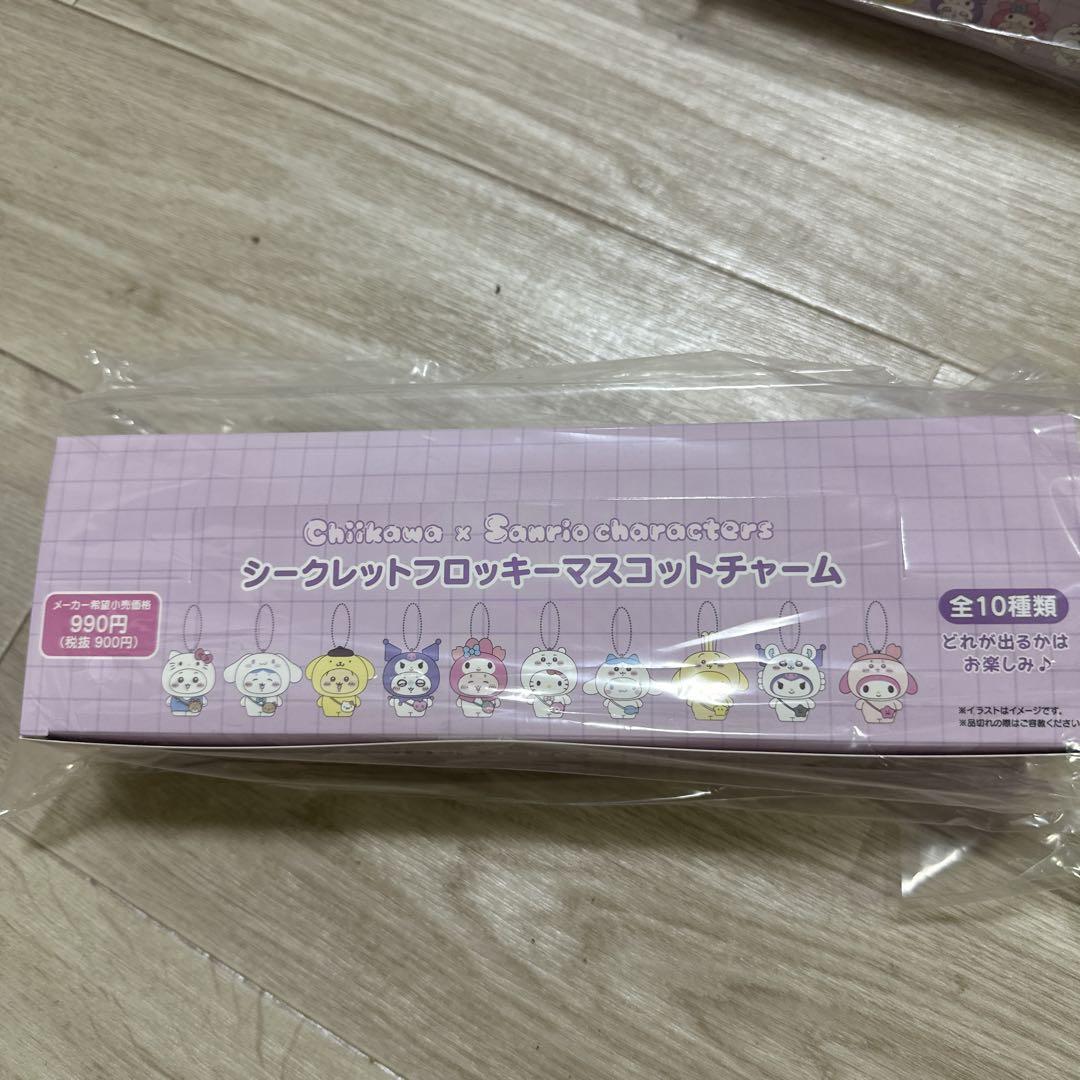 Chiikawa x Sanrio characters
シークレットフロッキーマスコットチャーム
メーカー希望小売価格
990円
(税抜 900円)
全10種類
どれが出るかは
お楽しみ♪
※イラストはイメージです。
※品切れの際はご容赦ください